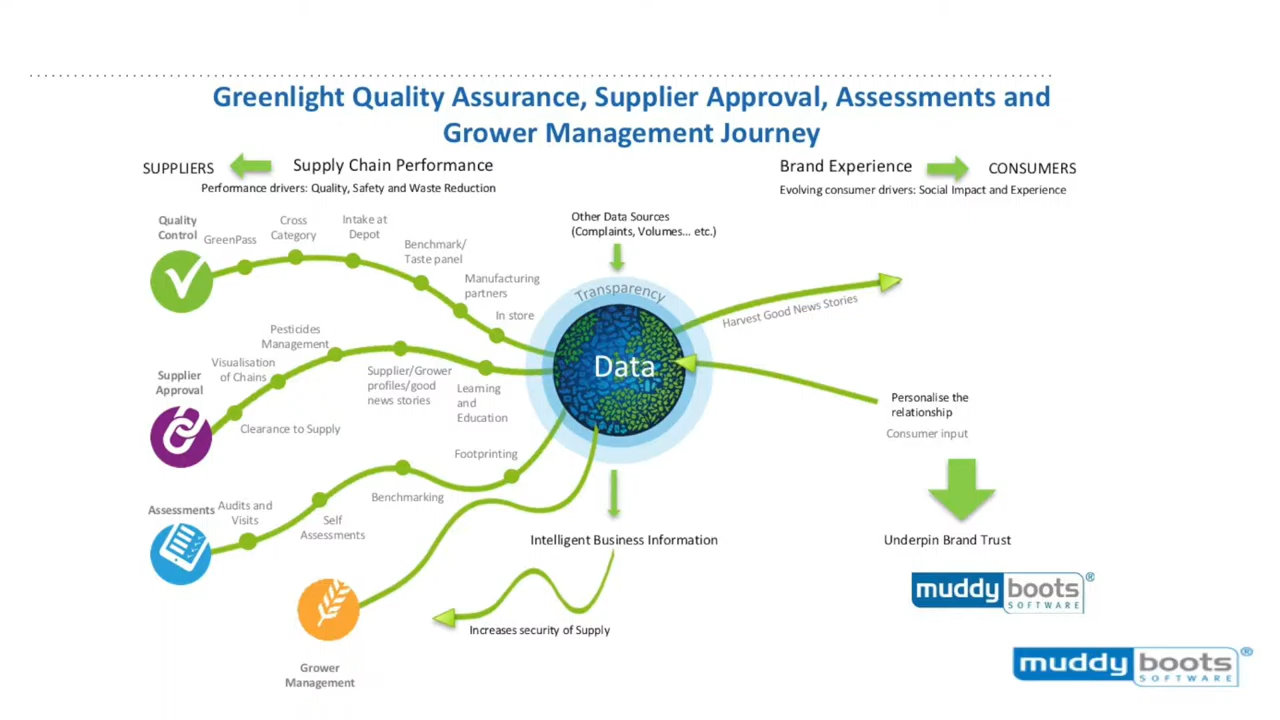 Greenlight Quality Assurance, Supplier Approval, Assessments and
Grower Management Journey
SUPPLIERS
Supply Chain Performance
Performance drivers: Quality, Safety and Waste Reduction
Brand Experience
CONSUMERS
Evolving consumer drivers: Social Impact and Experience
Quality
Control
GreenPass
Cross
Category
Intake at
Depot
Benchmark/
Taste panel
Manufacturing
partners
In store
Other Data Sources
(Complaints, Volumes... etc.)
Transparency
Data
Harvest Good News Stories
Supplier
Approval
Clearance to Supply
Visualisation
of Chains
Pesticides
Management
Supplier/Grower
profiles/good
news stories
Learning
and
Education
Personalise the
relationship
Consumer input
Assessments
Audits and
Visits
Self
Assessments
Benchmarking
Footprinting
Grower
Management
Intelligent Business Information
Increases security of Supply
Underpin Brand Trust
muddy boots®
SOFTWARE
muddy boots®
SOFTWARE